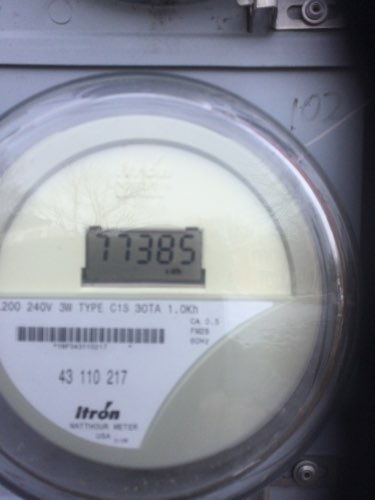 102
77385
kWh
L200 240V 3W TYPE C1S 30TA 1.0Kh
CA 0.5
FM2S
60Hz
43 110 217
Itron
WATTHOUR METER
USA